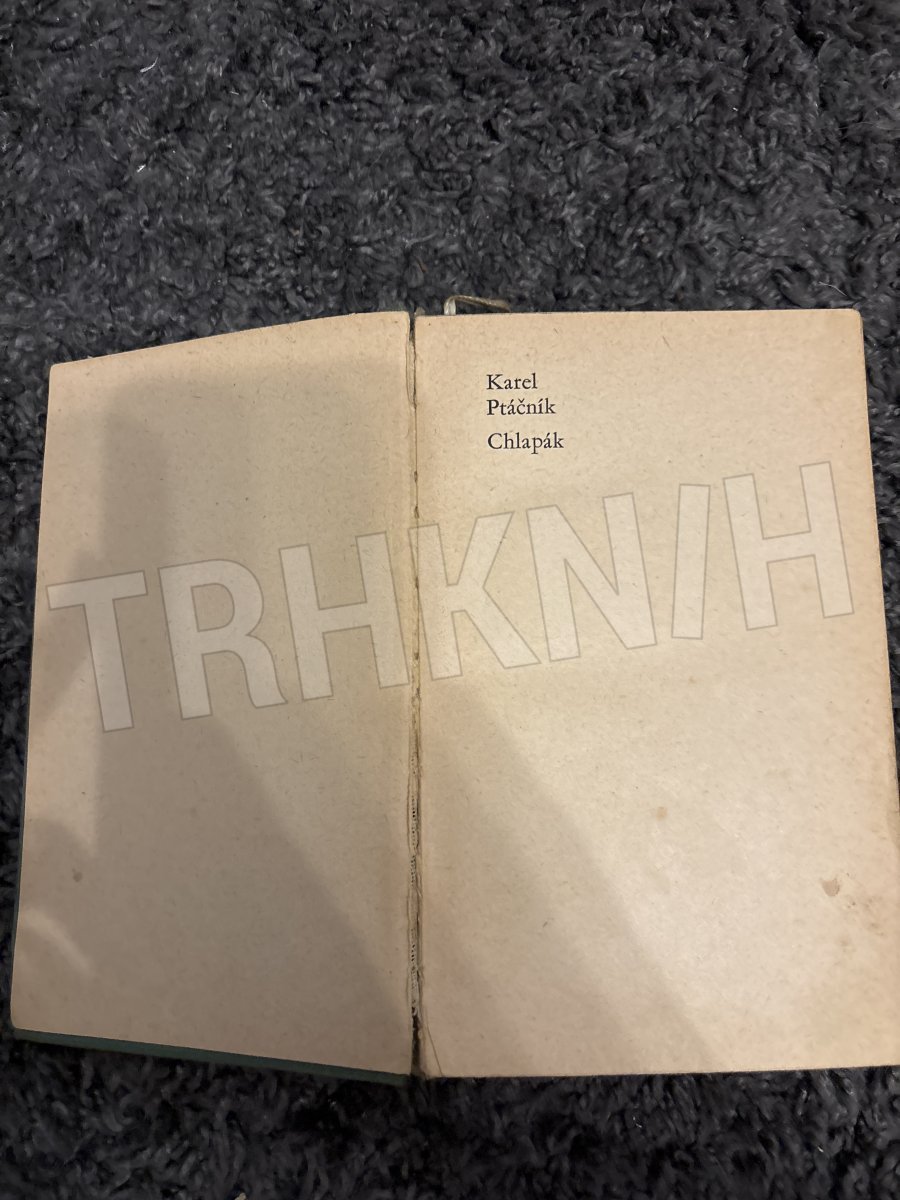 Karel
Ptáčník
Chlapák
TRHKNIH